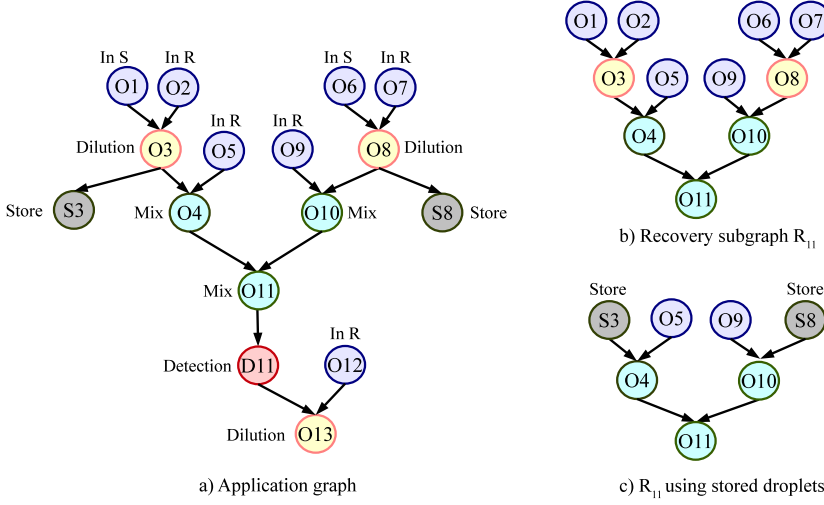 In S
In R
O1
O2
In R
Dilution
O3
O5
Store
S3
Mix
O4
In S
In R
O6
O7
In R
O9
O8
Dilution
O10
Mix
S8
Store
Mix
O11
In R
Detection
D11
O12
Dilution
O13
a) Application graph
O1
O2
O6
O7
O3
O5
O9
O8
O4
O10
O11
b) Recovery subgraph R11
Store
Store
S3
O5
O9
S8
O4
O10
O11
c) R11 using stored droplets